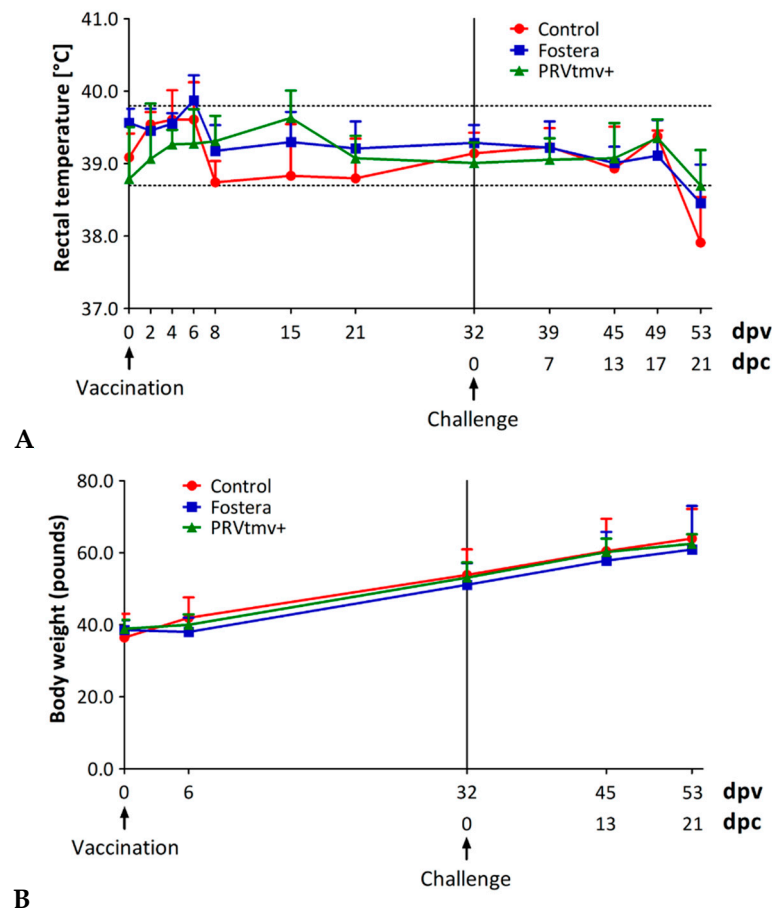 41.0
40.0
39.0
38.0
37.0
Rectal temperature [°C]
Control
Fostera
PRVtmv+
0 2 4 6 8 15 21 32 39 45 49 53 dpv
0 7 13 17 21 dpc
Vaccination
Challenge
A
80.0
60.0
40.0
20.0
0.0
Body weight (pounds)
Control
Fostera
PRVtmv+
0 6 32 45 53 dpv
0 13 21 dpc
Vaccination
Challenge
B